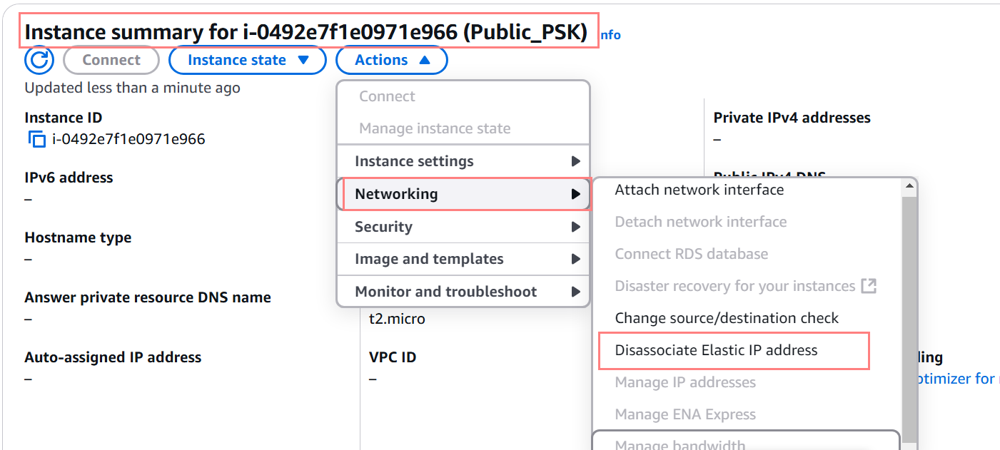 Instance summary for i-0492e7f1e0971e966 (Public_PSK)
Connect
Instance state
Actions
Updated less than a minute ago
Instance ID
i-0492e7f1e0971e966
IPv6 address
–
Hostname type
–
Answer private resource DNS name
–
Auto-assigned IP address
–
Connect
Manage instance state
Instance settings
Networking
Security
Image and templates
Monitor and troubleshoot
t2.micro
VPC ID
–
Private IPv4 addresses
–
Public IPv4 DNS
Attach network interface
Detach network interface
Connect RDS database
Disaster recovery for your instances
Change source/destination check
Disassociate Elastic IP address
Manage IP addresses
Manage ENA Express
Manage bandwidth